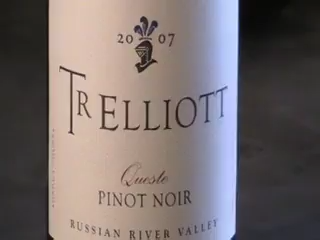 2007
TR ELLIOTT
Queste
PINOT NOIR
RUSSIAN RIVER VALLEY